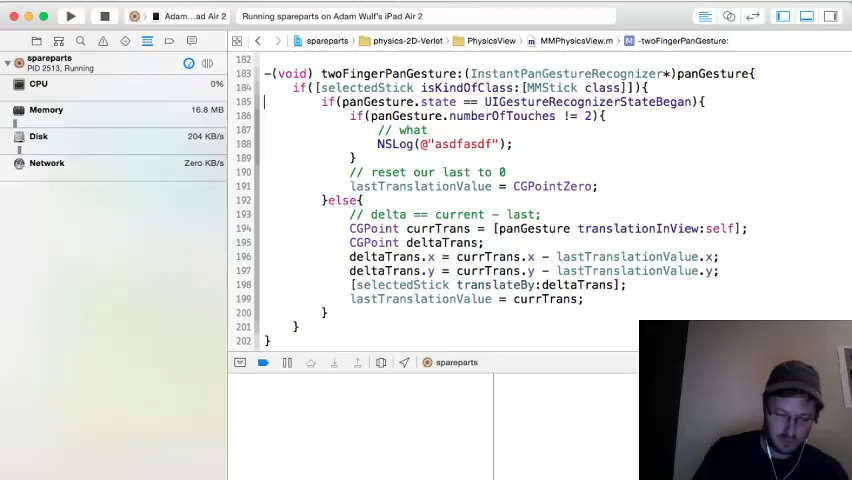 Adam...ad Air 2
Running spareparts on Adam Wulf's iPad Air 2
spareparts
physics-2D-Verlet
PhysicsView
MMPhysicsView.m
M
-twoFingerPanGesture:
spareparts
PID 2513, Running
CPU
0%
Memory
16.8 MB
Disk
204 KB/s
Network
Zero KB/s
182
183 -(void) twoFingerPanGesture:(InstantPanGestureRecognizer*)panGesture{
184 if([selectedStick isKindOfClass:[MMStick class]]){
185 if(panGesture.state == UIGestureRecognizerStateBegan){
186 if(panGesture.numberOfTouches != 2){
187 // what
188 NSLog(@"asdfasdf");
189 }
190 // reset our last to 0
191 lastTranslationValue = CGPointZero;
192 }else{
193 // delta == current - last;
194 CGPoint currTrans = [panGesture translationInView:self];
195 CGPoint deltaTrans;
196 deltaTrans.x = currTrans.x - lastTranslationValue.x;
197 deltaTrans.y = currTrans.y - lastTranslationValue.y;
198 [selectedStick translateBy:deltaTrans];
199 lastTranslationValue = currTrans;
200 }
201 }
202 }
spareparts